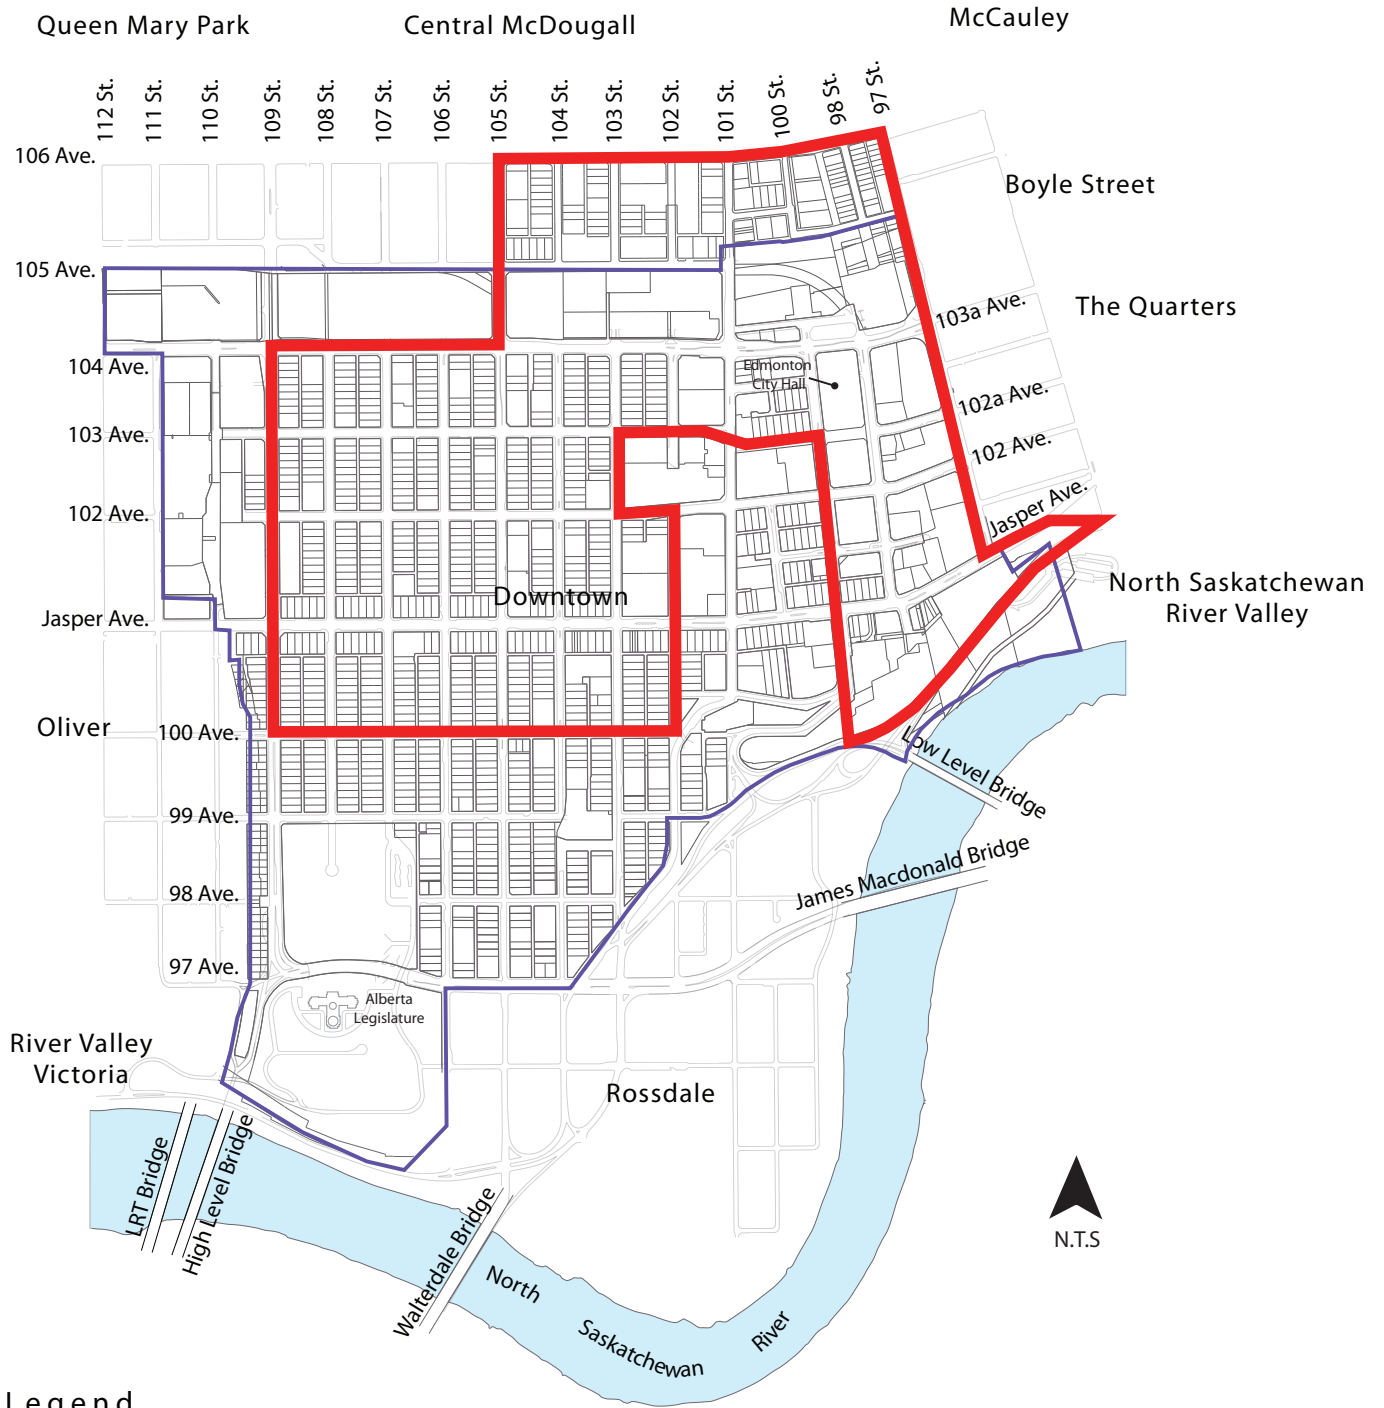 Queen Mary Park
Central McDougall
McCauley
112 St.
111 St.
110 St.
109 St.
108 St.
107 St.
106 St.
105 St.
104 St.
103 St.
102 St.
101 St.
100 St.
98 St.
97 St.
106 Ave.
Boyle Street
105 Ave.
103a Ave.
The Quarters
104 Ave.
Edmonton
City Hall
102a Ave.
103 Ave.
102 Ave.
102 Ave.
Jasper Ave.
Downtown
North Saskatchewan
River Valley
Jasper Ave.
Oliver
100 Ave.
Low Level Bridge
99 Ave.
James Macdonald Bridge
98 Ave.
97 Ave.
Alberta
Legislature
River Valley
Victoria
Rossdale
LRT Bridge
High Level Bridge
Walterdale Bridge
N.T.S
North
Saskatchewan
River
Legend